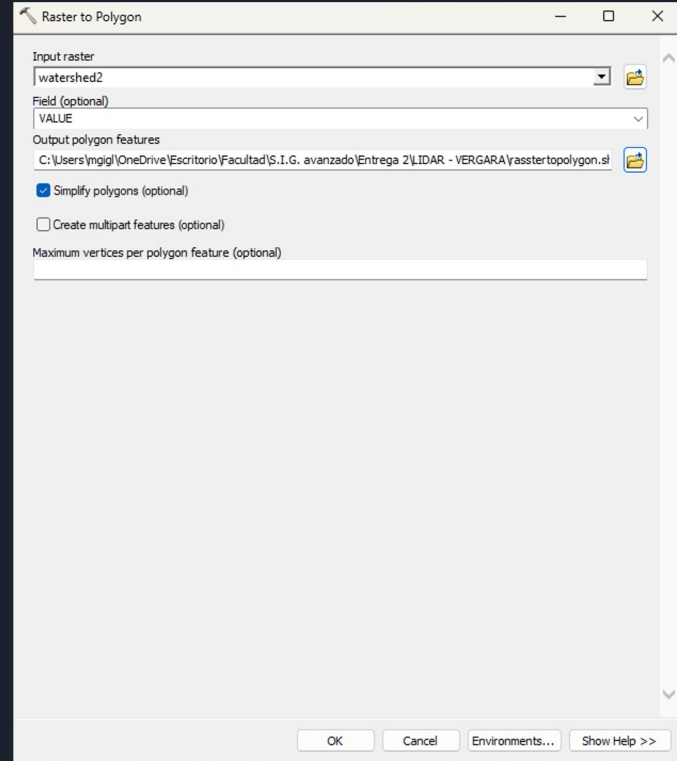 Raster to Polygon
Input raster
watershed2
Field (optional)
VALUE
Output polygon features
C:\Users\mgigl\OneDrive\Escritorio\Facultad\S.I.G. avanzado\Entrega 2\LIDAR - VERGARA\rasstertopolygon.sh
Simplify polygons (optional)
Create multipart features (optional)
Maximum vertices per polygon feature (optional)
OK Cancel Environments... Show Help >>